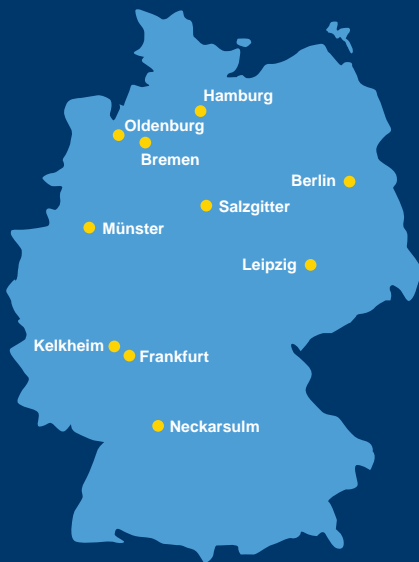 Hamburg
Oldenburg
Bremen
Berlin
Salzgitter
Münster
Leipzig
Kelkheim
Frankfurt
Neckarsulm